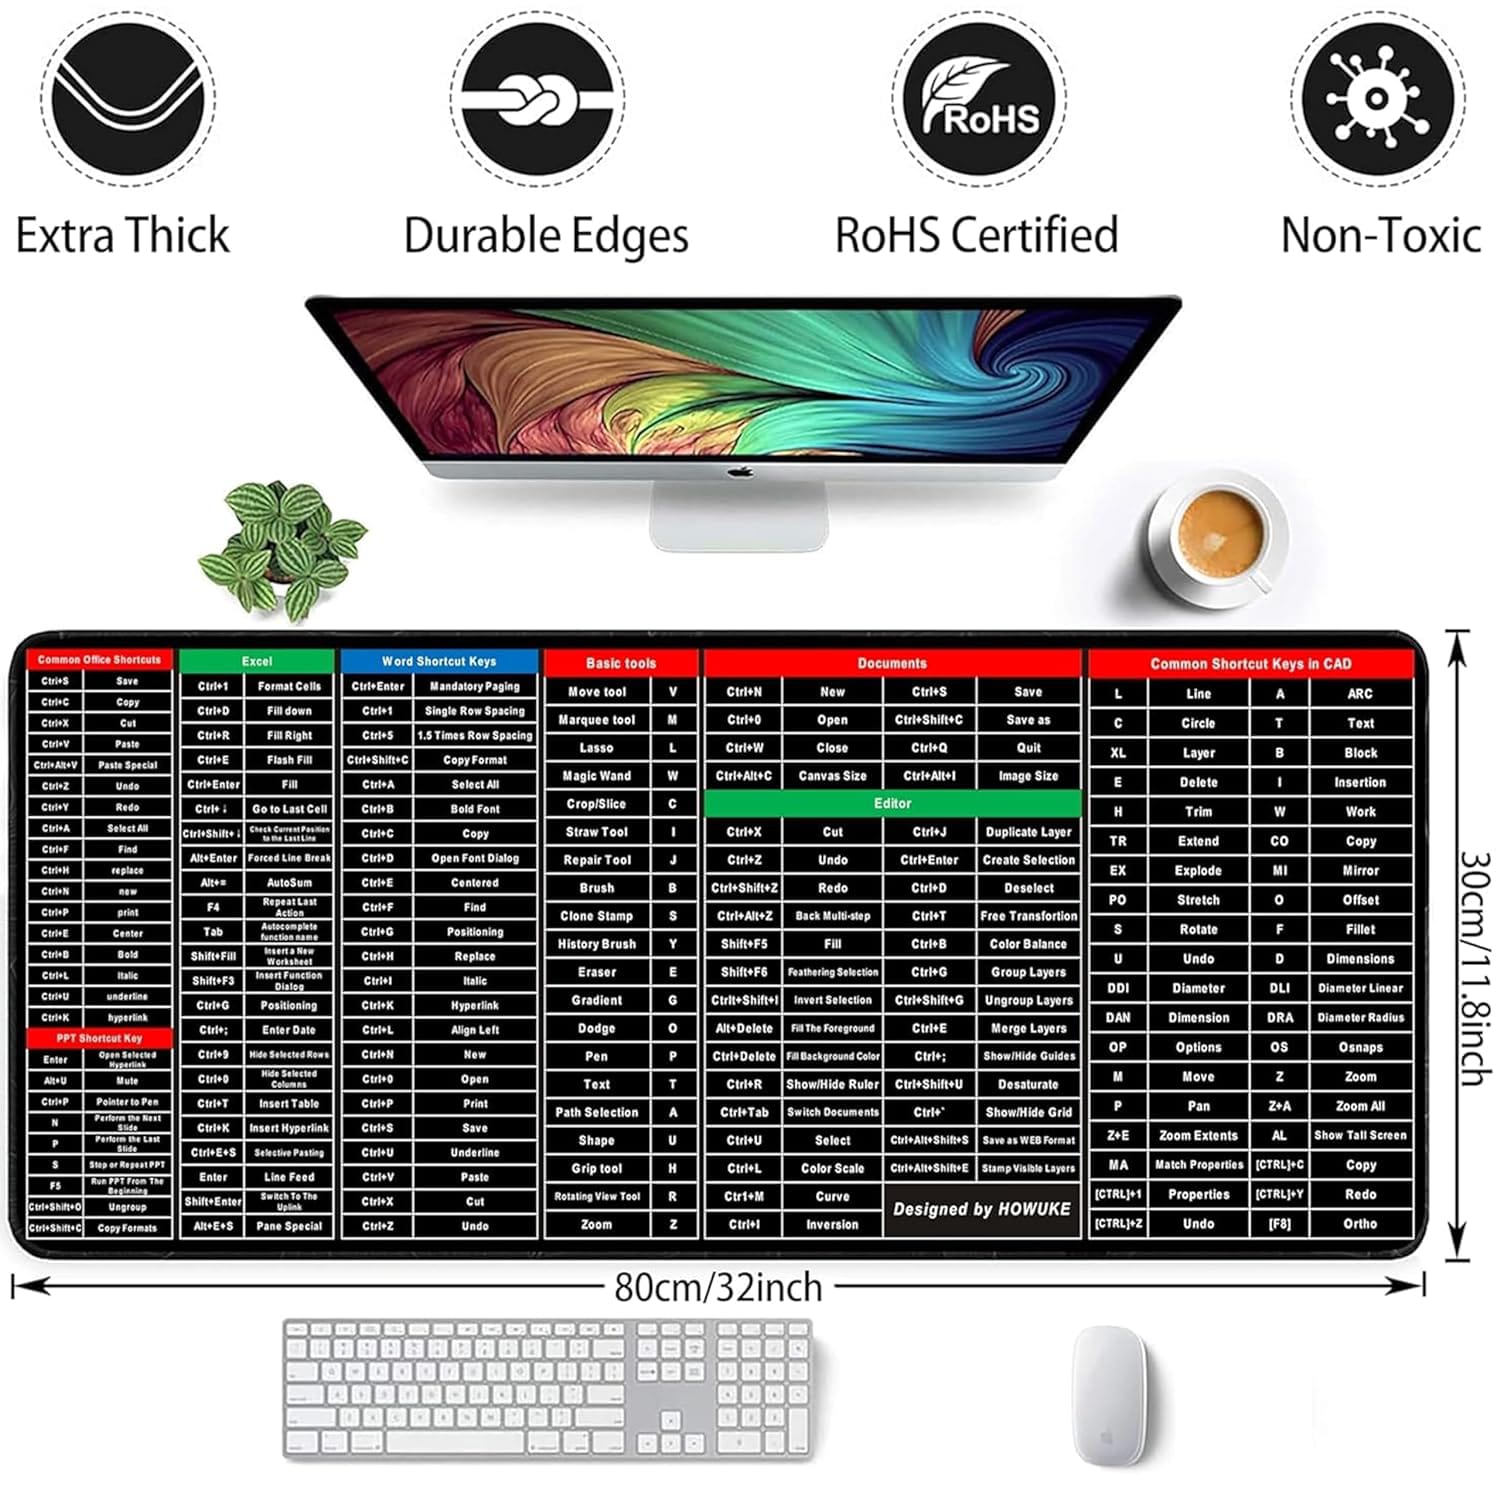 RoHS
Extra Thick
Durable Edges
RoHS Certified
Non-Toxic
Common Office Shortcuts
Ctrl+S Save
Ctrl+C Copy
Ctrl+X Cut
Ctrl+V Paste
Ctrl+Alt+V Paste Special
Ctrl+Z Undo
Ctrl+Y Redo
Ctrl+A Select All
Ctrl+F Find
Ctrl+H replace
Ctrl+N new
Ctrl+P print
Ctrl+E Center
Ctrl+B Bold
Ctrl+L Italic
Ctrl+U underline
Ctrl+K hyperlink
PPT Shortcut Key
Enter Open Selected
Hyperlink
Alt+U Mute
Ctrl+P Pointer to Pen
N Perform the Next
Slide
P Perform the Last
Slide
S Stop or Repeat PPT
F5 Run PPT From The
Beginning
Ctrl+Shift+O Ungroup
Ctrl+Shift+C Copy Formats
Excel
Ctrl+1 Format Cells
Ctrl+D Fill down
Ctrl+R Fill Right
Ctrl+E Flash Fill
Ctrl+Enter Fill
Ctrl+↓ Go to Last Cell
Ctrl+Shift+↓ Check Current Position
to the Last Line
Alt+Enter Forced Line Break
Alt+= AutoSum
F4 Repeat Last
Action
Tab Autocomplete
function name
Shift+Fill Insert a New
Worksheet
Shift+F3 Insert Function
Dialog
Ctrl+G Positioning
Ctrl+; Enter Date
Ctrl+9 Hide Selected Rows
Ctrl+0 Hide Selected
Columns
Ctrl+T Insert Table
Ctrl+K Insert Hyperlink
Ctrl+E+S Selective Pasting
Enter Line Feed
Shift+Enter Switch To The
Uplink
Alt+E+S Pane Special
Word Shortcut Keys
Ctrl+Enter Mandatory Paging
Ctrl+1 Single Row Spacing
Ctrl+5 1.5 Times Row Spacing
Ctrl+Shift+C Copy Format
Ctrl+A Select All
Ctrl+B Bold Font
Ctrl+C Copy
Ctrl+D Open Font Dialog
Ctrl+E Centered
Ctrl+F Find
Ctrl+G Positioning
Ctrl+H Replace
Ctrl+I Italic
Ctrl+K Hyperlink
Ctrl+L Align Left
Ctrl+N New
Ctrl+0 Open
Ctrl+P Print
Ctrl+S Save
Ctrl+U Underline
Ctrl+V Paste
Ctrl+X Cut
Ctrl+Z Undo
Basic tools
Move tool V
Marquee tool M
Lasso L
Magic Wand W
Crop/Slice C
Straw Tool I
Repair Tool J
Brush B
Clone Stamp S
History Brush Y
Eraser E
Gradient G
Dodge O
Pen P
Text T
Path Selection A
Shape U
Grip tool H
Rotating View Tool R
Zoom Z
Documents
Ctrl+N New Ctrl+S Save
Ctrl+0 Open Ctrl+Shift+C Save as
Ctrl+W Close Ctrl+Q Quit
Ctrl+Alt+C Canvas Size Ctrl+Alt+I Image Size
Editor
Ctrl+X Cut Ctrl+J Duplicate Layer
Ctrl+Z Undo Ctrl+Enter Create Selection
Ctrl+Shift+Z Redo Ctrl+D Deselect
Ctrl+Alt+Z Back Multi-step Ctrl+T Free Transfortion
Shift+F5 Fill Ctrl+B Color Balance
Shift+F6 Feathering Selection Ctrl+G Group Layers
Ctrlt+Shift+I Invert Selection Ctrl+Shift+G Ungroup Layers
Alt+Delete Fill The Foreground Ctrl+E Merge Layers
Ctrl+Delete Fill Background Color Ctrl+; Show/Hide Guides
Ctrl+R Show/Hide Ruler Ctrl+Shift+U Desaturate
Ctrl+Tab Switch Documents Ctrl+` Show/Hide Grid
Ctrl+U Select Ctrl+Alt+Shift+S Save as WEB Format
Ctrl+L Color Scale Ctrl+Alt+Shift+E Stamp Visible Layers
Ctr1+M Curve
Ctrl+I Inversion
Designed by HOWUKE
Common Shortcut Keys in CAD
L Line A ARC
C Circle T Text
XL Layer B Block
E Delete I Insertion
H Trim W Work
TR Extend CO Copy
EX Explode MI Mirror
PO Stretch O Offset
S Rotate F Fillet
U Undo D Dimensions
DDI Diameter DLI Diameter Linear
DAN Dimension DRA Diameter Radius
OP Options OS Osnaps
M Move Z Zoom
P Pan Z+A Zoom All
Z+E Zoom Extents AL Show Tall Screen
MA Match Properties [CTRL]+C Copy
[CTRL]+1 Properties [CTRL]+Y Redo
[CTRL]+Z Undo [F8] Ortho
30cm/11.8inch
80cm/32inch